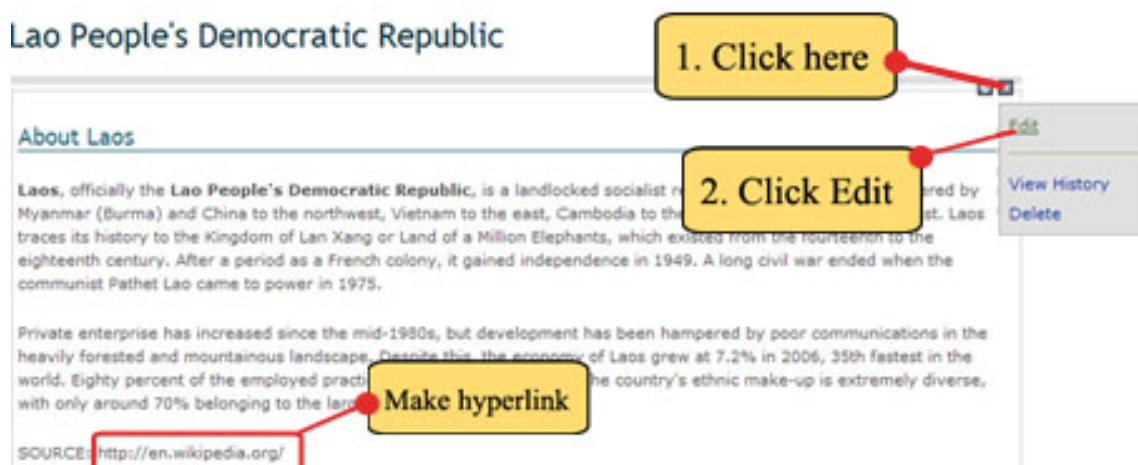 Lao People's Democratic Republic
1. Click here
Edit
About Laos
2. Click Edit
View History
Delete
Laos, officially the Lao People's Democratic Republic, is a landlocked socialist ered by
Myanmar (Burma) and China to the northwest, Vietnam to the east, Cambodia to the st. Laos
traces its history to the Kingdom of Lan Xang or Land of a Million Elephants, which existed from the fourteenth to the
eighteenth century. After a period as a French colony, it gained independence in 1949. A long civil war ended when the
communist Pathet Lao came to power in 1975.
Private enterprise has increased since the mid-1980s, but development has been hampered by poor communications in the
heavily forested and mountainous landscape. Despite this, the economy of Laos grew at 7.2% in 2006, 35th fastest in the
world. Eighty percent of the employed practi he country's ethnic make-up is extremely diverse,
with only around 70% belonging to the lar
Make hyperlink
SOURCE: http://en.wikipedia.org/